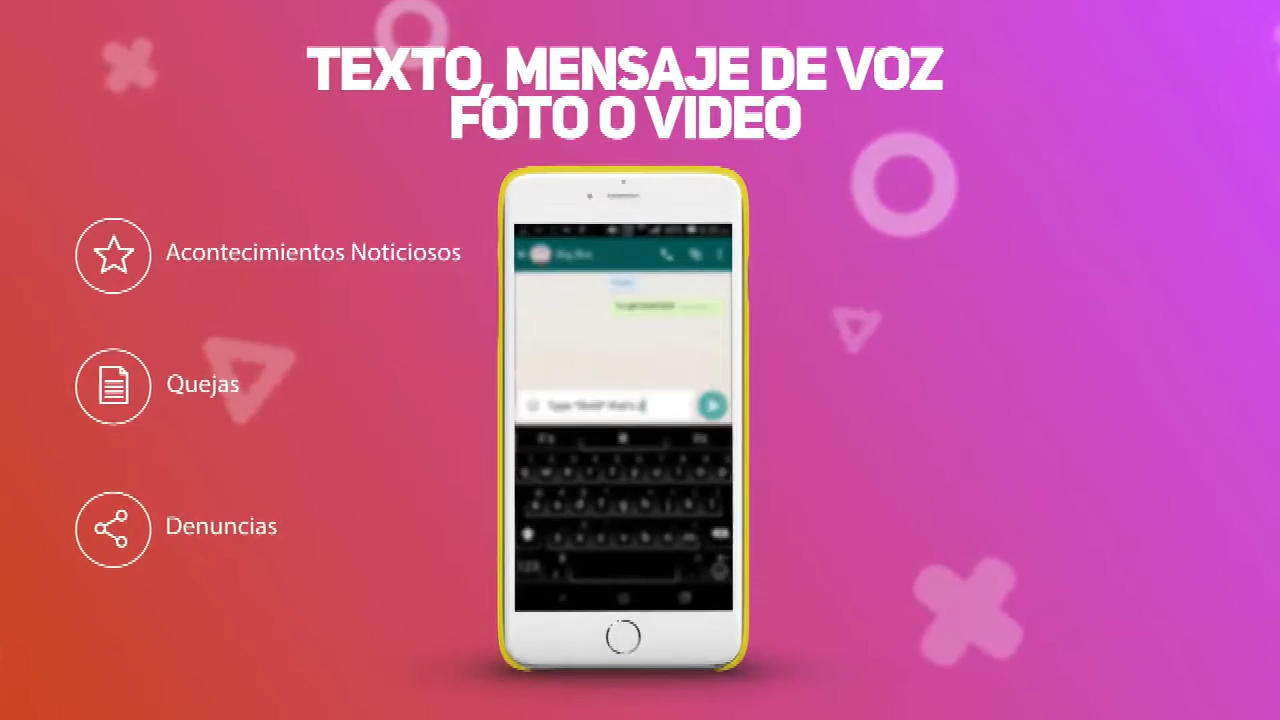 TEXTO, MENSAJE DE VOZ
FOTO O VIDEO
Acontecimientos Noticiosos
Quejas
Denuncias